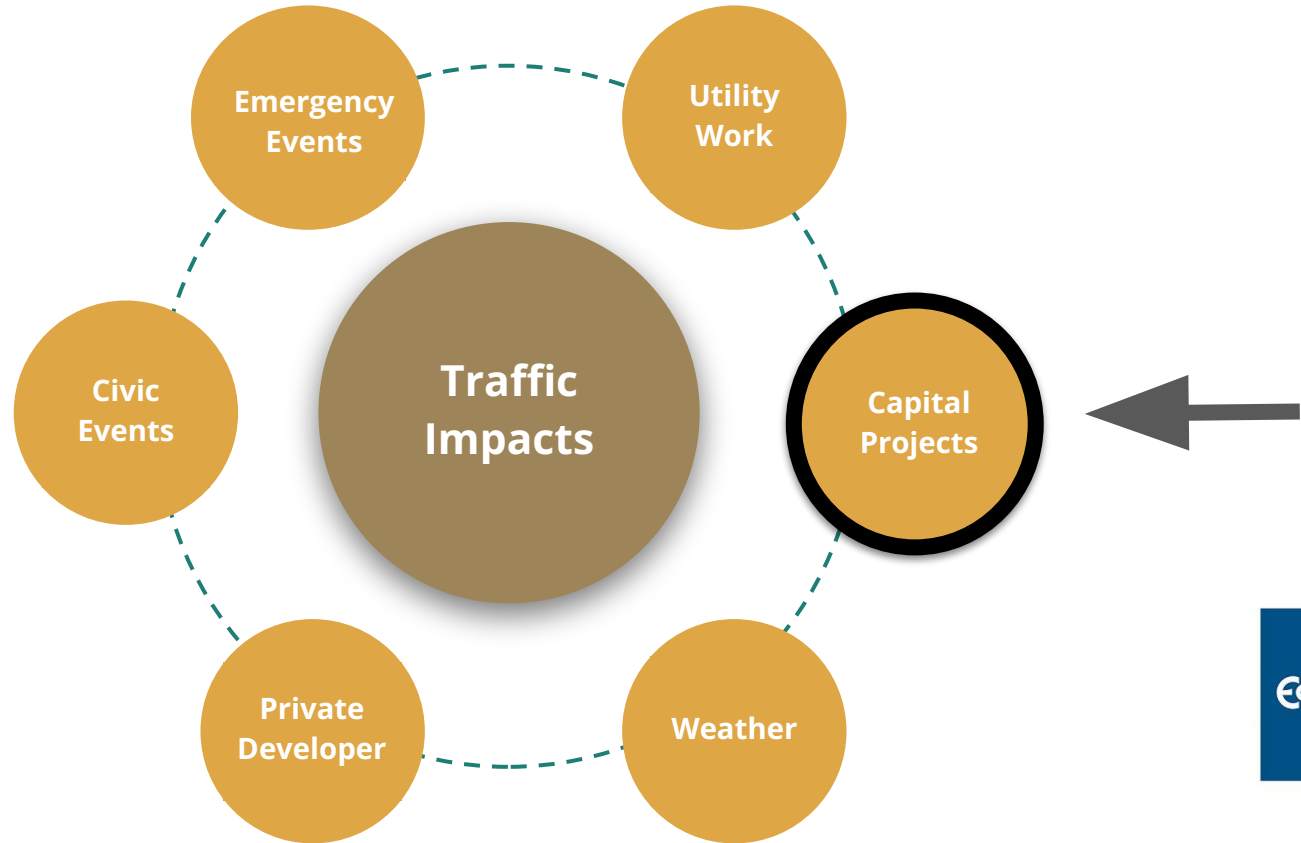 Emergency
Events
Utility
Work
Civic
Events
Traffic
Impacts
Capital
Projects
Private
Developer
Weather